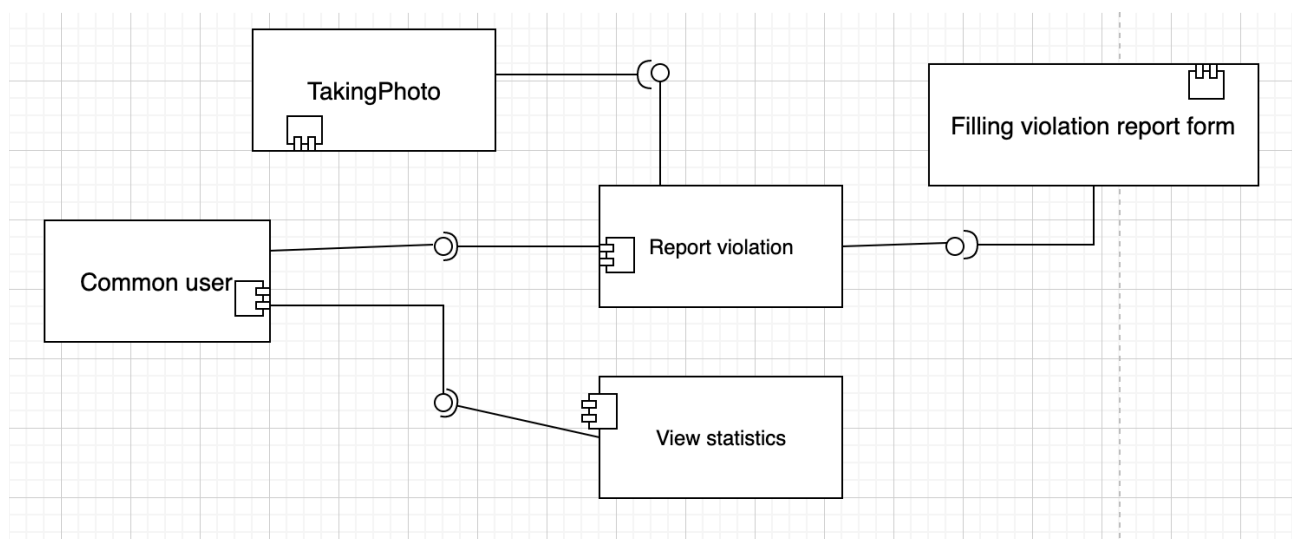 TakingPhoto
Filling violation report form
Common user
Report violation
View statistics